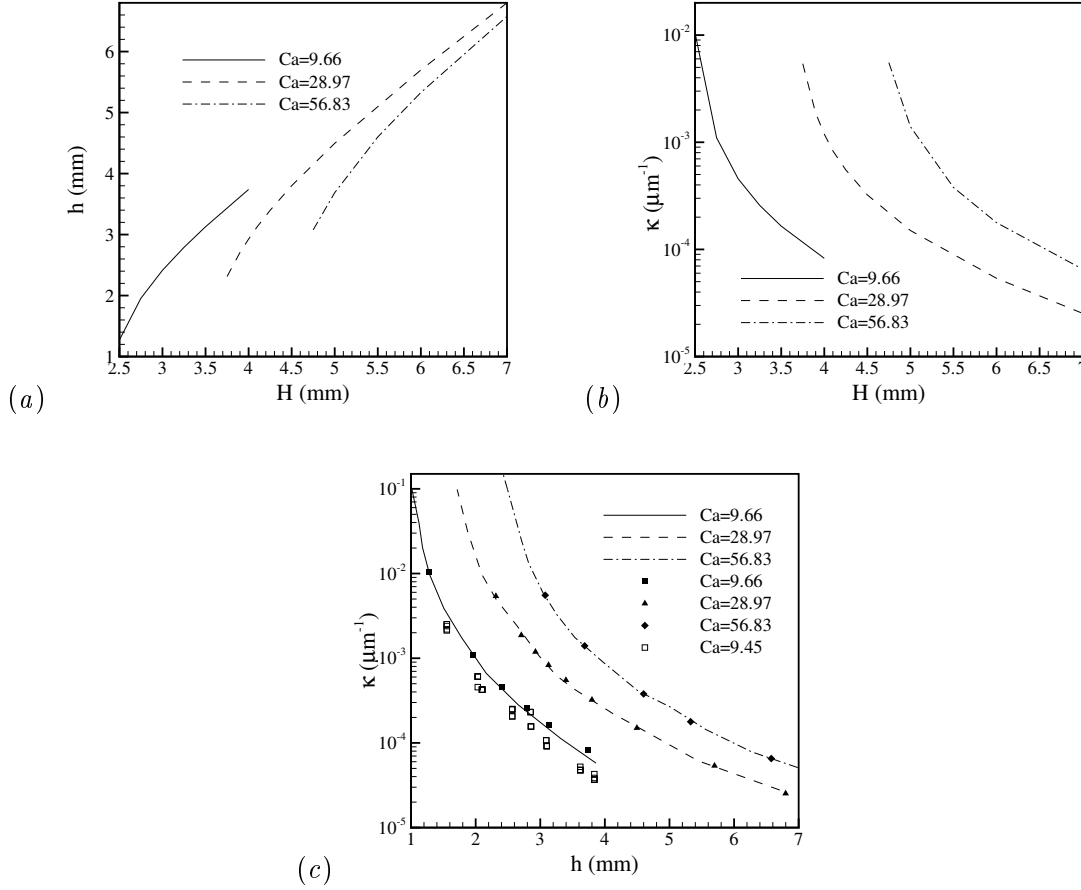 6
5
4
3
2
1
2.5 3 3.5 4 4.5 5 5.5 6 6.5 7
h (mm)
H (mm)
Ca=9.66
Ca=28.97
Ca=56.83
(a)
10⁻²
10⁻³
10⁻⁴
10⁻⁵
2.5 3 3.5 4 4.5 5 5.5 6 6.5 7
κ (μm⁻¹)
H (mm)
Ca=9.66
Ca=28.97
Ca=56.83
(b)
10⁻¹
10⁻²
10⁻³
10⁻⁴
10⁻⁵
1 2 3 4 5 6 7
κ (μm⁻¹)
h (mm)
Ca=9.66
Ca=28.97
Ca=56.83
Ca=9.66
Ca=28.97
Ca=56.83
Ca=9.45
(c)